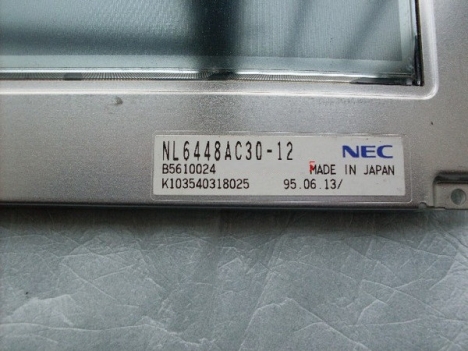 NL6448AC30-12 NEC
B5610024 MADE IN JAPAN
K103540318025 95.06.13/